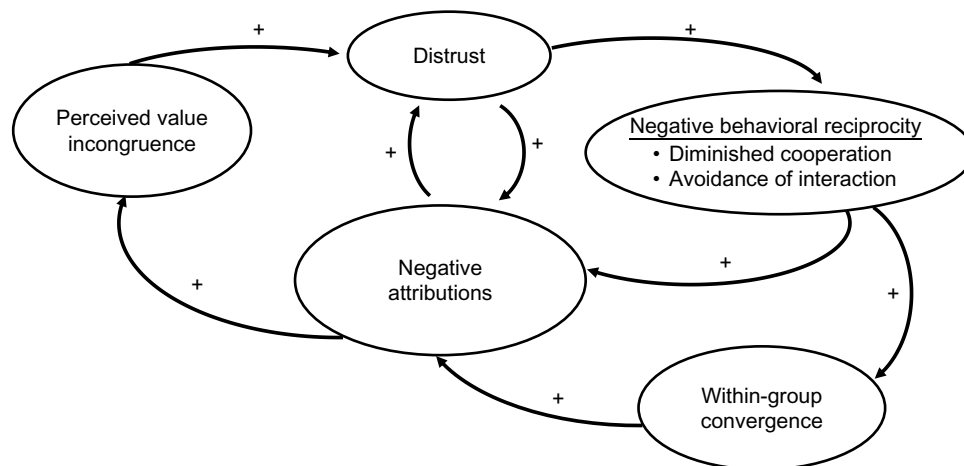 +
Distrust
+
Perceived value
incongruence
Negative behavioral reciprocity
• Diminished cooperation
• Avoidance of interaction
+
+
Negative
attributions
+
+
+
+
Within-group
convergence